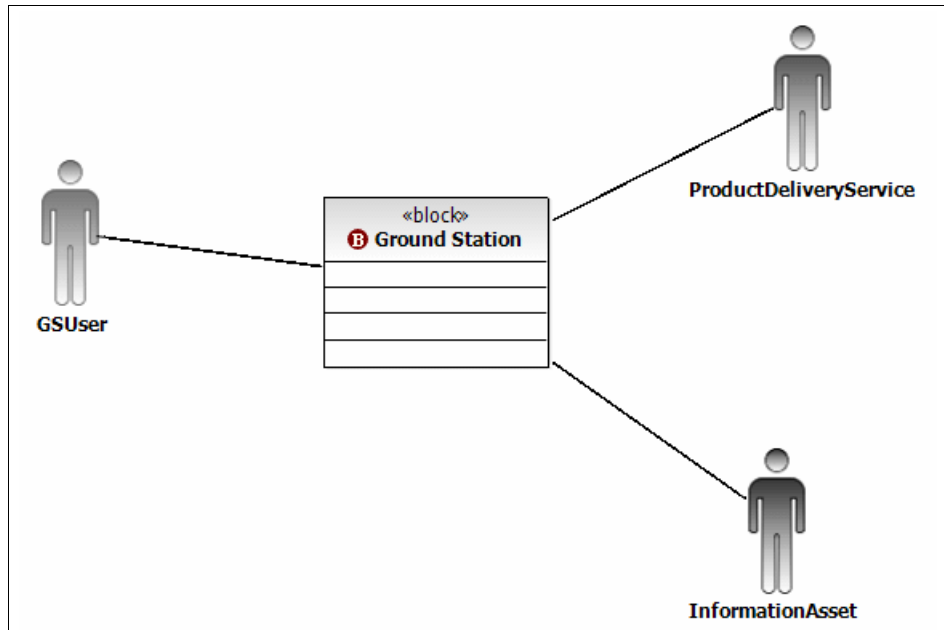 ProductDeliveryService
«block»
B Ground Station
GSUser
InformationAsset